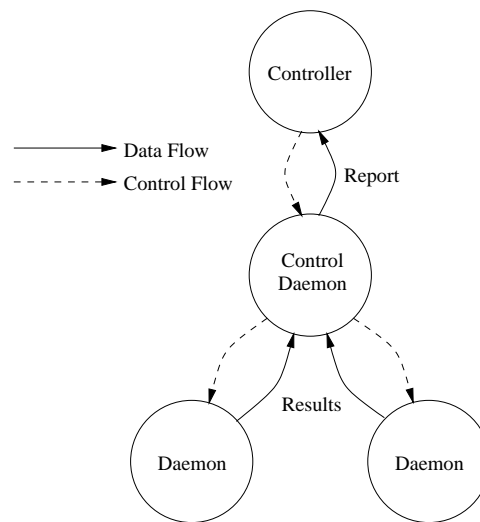 Controller
Data Flow
Control Flow
Report
Control
Daemon
Results
Daemon
Daemon